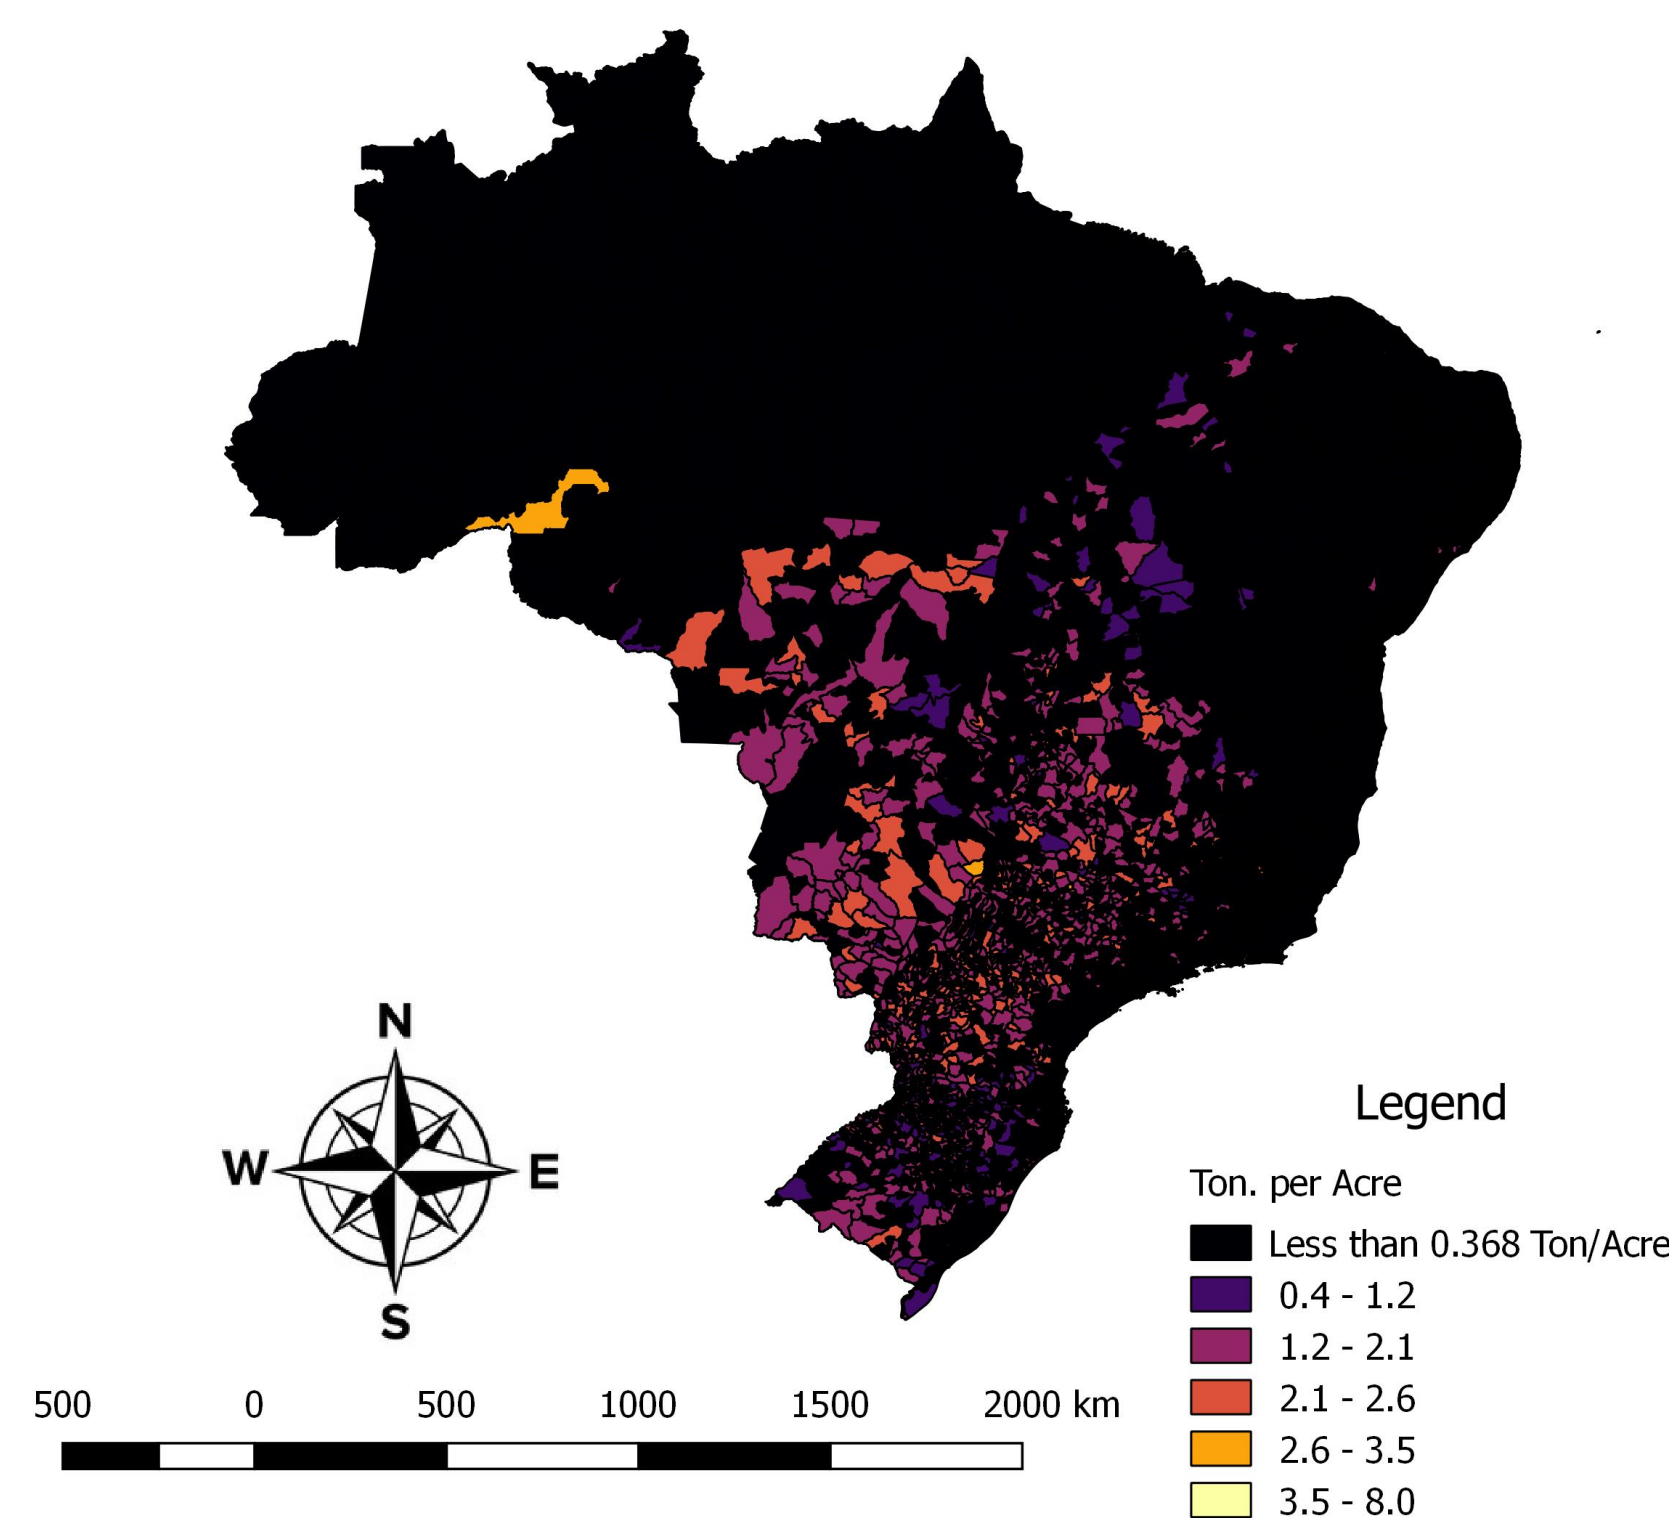 N
W E
S
Legend
Ton. per Acre
Less than 0.368 Ton/Acre
0.4 - 1.2
1.2 - 2.1
2.1 - 2.6
2.6 - 3.5
3.5 - 8.0
500 0 500 1000 1500 2000 km